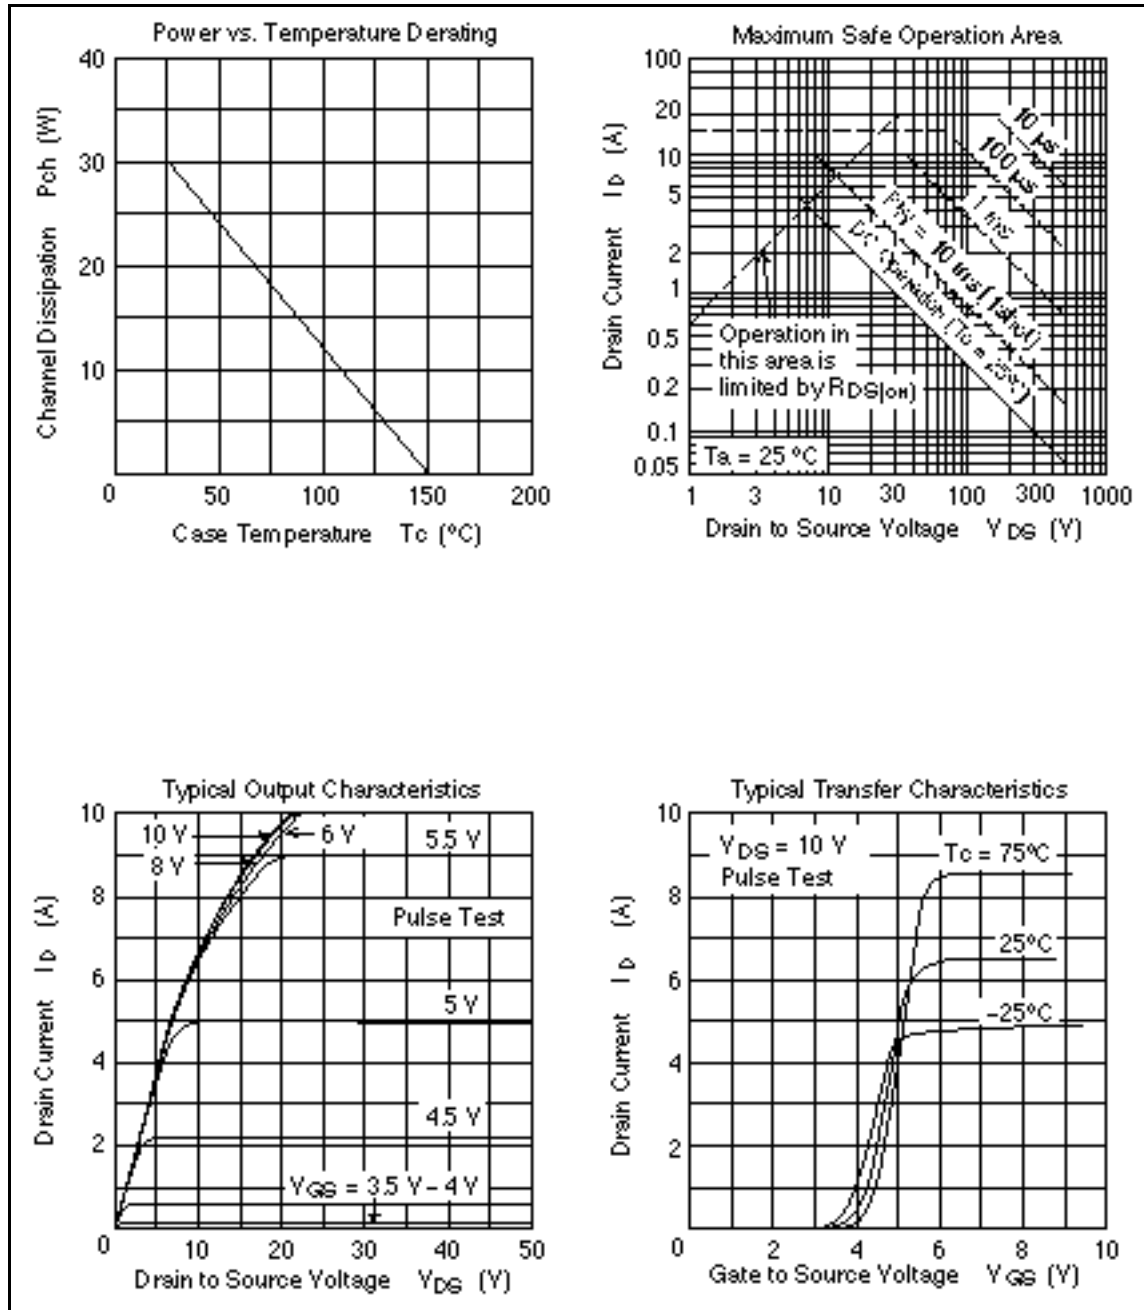 Power vs. Temperature Derating
40
30
20
10
0
50
100
150
200
Channel Dissipation Pch (W)
Case Temperature Tc (°C)
Maximum Safe Operation Area
100
20
10
5
2
1
0.5
0.2
0.1
0.05
1
3
10
30
100
300
1000
Drain Current ID (A)
10 µs
100 µs
1 ms
PW = 10 ms (1shot)
DC Operation (Tc = 25°C)
Operation in
this area is
limited by RDS(on)
Ta = 25 °C
Drain to Source Voltage VDS (V)
Typical Output Characteristics
10
8
6
4
2
0
10
20
30
40
50
Drain Current ID (A)
10 V
6 V
5.5 V
8 V
Pulse Test
5 V
4.5 V
VGS = 3.5 V – 4 V
Drain to Source Voltage VDS (V)
Typical Transfer Characteristics
10
8
6
4
2
0
2
4
6
8
10
Drain Current ID (A)
VDS = 10 V
Pulse Test
Tc = 75°C
25°C
–25°C
Gate to Source Voltage VGS (V)